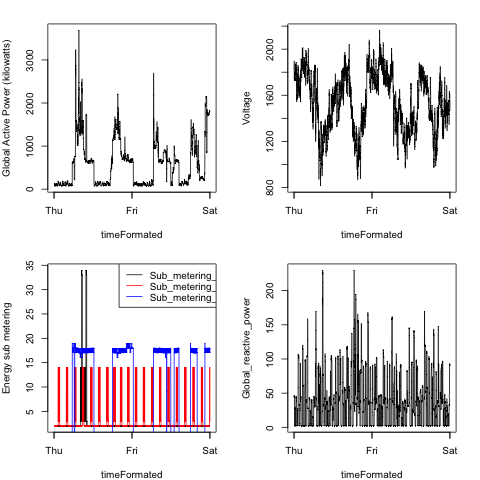 Global Active Power (kilowatts)
0
1000
2000
3000
Thu
Fri
Sat
timeFormated
Voltage
800
1200
1600
2200
Thu
Fri
Sat
timeFormated
Energy sub metering
5
10
15
20
25
30
35
Sub_metering_
Sub_metering_
Sub_metering_
Thu
Fri
Sat
timeFormated
Global_reactive_power
0
50
100
150
200
Thu
Fri
Sat
timeFormated